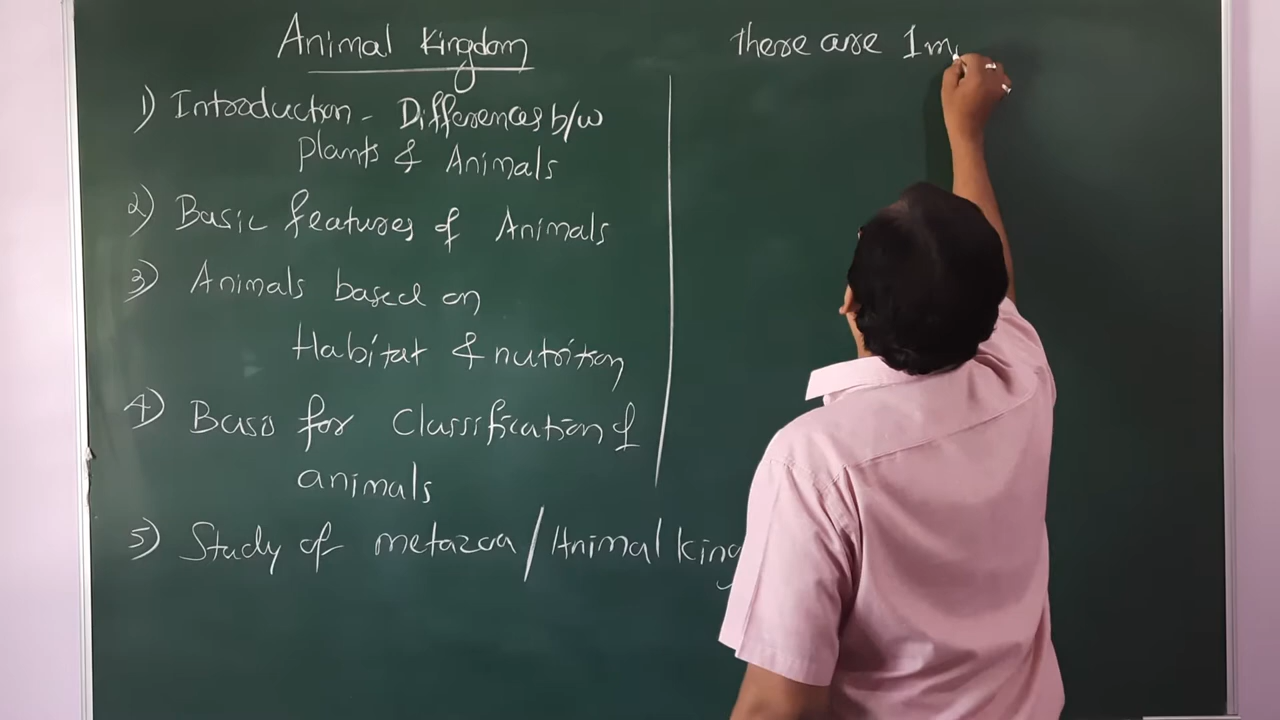 Animal Kingdom
1) Introduction - Differences b/w
Plants & Animals
2) Basic features of Animals
3) Animals based on
Habitat & nutrition
4) Basis for Classification of
animals
5) Study of metazoa / Animal king
There are 1m